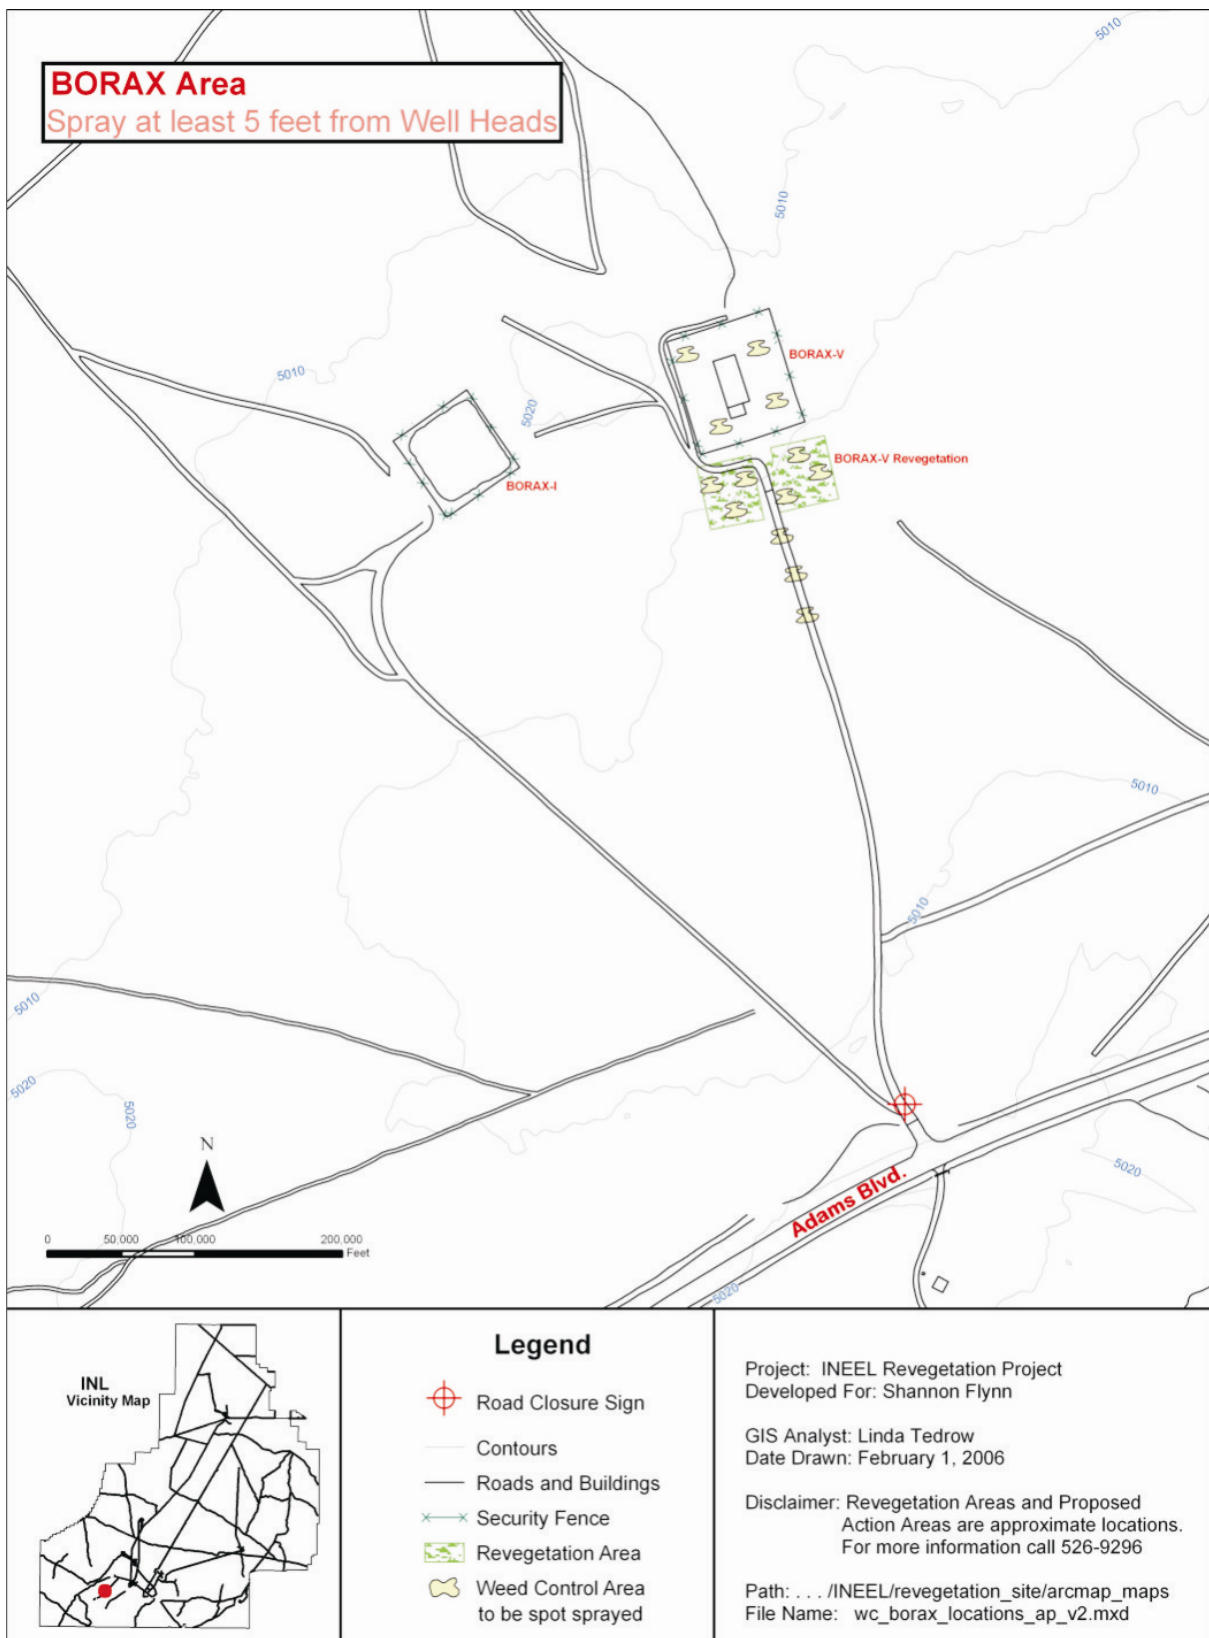 BORAX Area
Spray at least 5 feet from Well Heads
5010
5010
BORAX-V
5010
5020
BORAX-V Revegetation
BORAX-I
5010
5010
5010
5020
5020
5020
Adams Blvd.
5020
N
0 50,000 100,000 200,000
Feet
INL
Vicinity Map
Legend
Road Closure Sign
Contours
Roads and Buildings
Security Fence
Revegetation Area
Weed Control Area
to be spot sprayed
Project: INEEL Revegetation Project
Developed For: Shannon Flynn
GIS Analyst: Linda Tedrow
Date Drawn: February 1, 2006
Disclaimer: Revegetation Areas and Proposed
Action Areas are approximate locations.
For more information call 526-9296
Path: . . . /INEEL/revegetation_site/arcmap_maps
File Name: wc_borax_locations_ap_v2.mxd